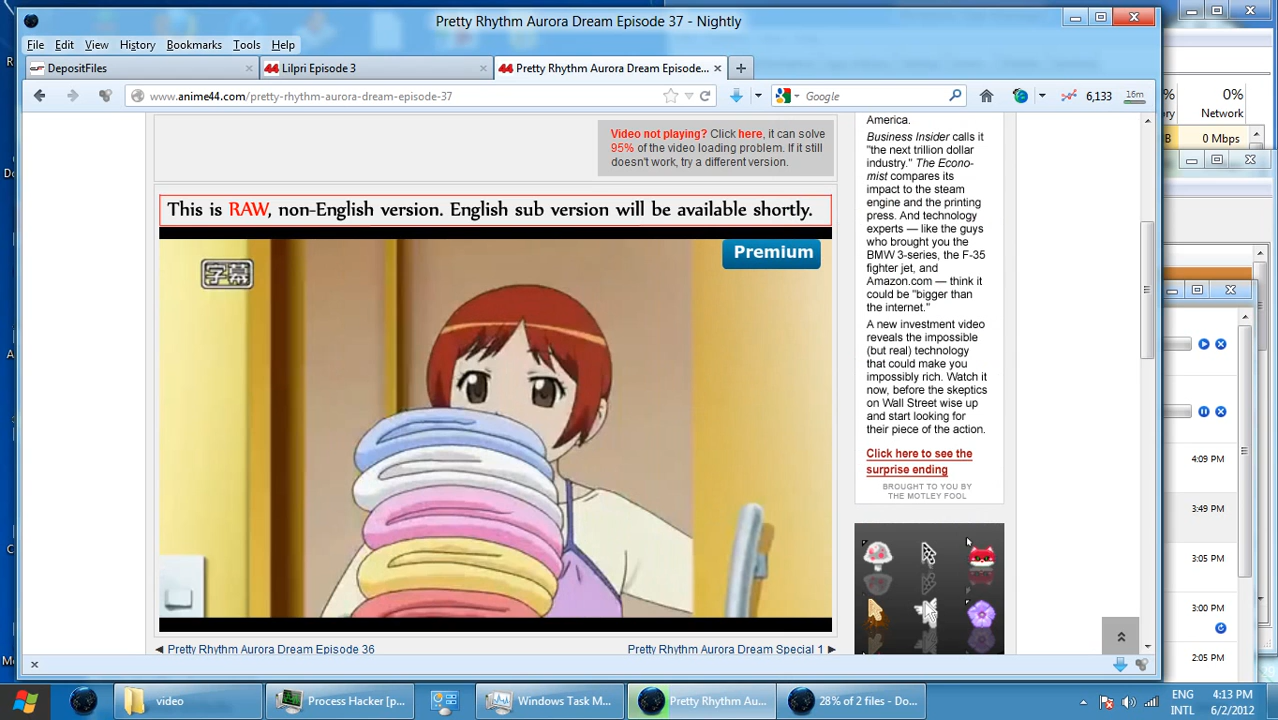 Pretty Rhythm Aurora Dream Episode 37 - Nightly
File Edit View History Bookmarks Tools Help
DepositFiles
Lilpri Episode 3
Pretty Rhythm Aurora Dream Episode...
www.anime44.com/pretty-rhythm-aurora-dream-episode-37
Google
6,133
16m
0%
Network
0 Mbps
Video not playing? Click here, it can solve
95% of the video loading problem. If it still
doesn't work, try a different version.
This is RAW, non-English version. English sub version will be available shortly.
字幕
Premium
America.
Business Insider calls it
"the next trillion dollar
industry." The Econo-
mist compares its
impact to the steam
engine and the printing
press. And technology
experts — like the guys
who brought you the
BMW 3-series, the F-35
fighter jet, and
Amazon.com — think it
could be "bigger than
the internet."
A new investment video
reveals the impossible
(but real) technology
that could make you
impossibly rich. Watch it
now, before the skeptics
on Wall Street wise up
and start looking for
their piece of the action.
Click here to see the
surprise ending
BROUGHT TO YOU BY
THE MOTLEY FOOL
4:09 PM
3:49 PM
3:05 PM
3:00 PM
2:05 PM
Pretty Rhythm Aurora Dream Episode 36
Pretty Rhythm Aurora Dream Special 1
video
Process Hacker [p...
Windows Task M...
Pretty Rhythm Au...
28% of 2 files - Do...
ENG
INTL
4:13 PM
6/2/2012